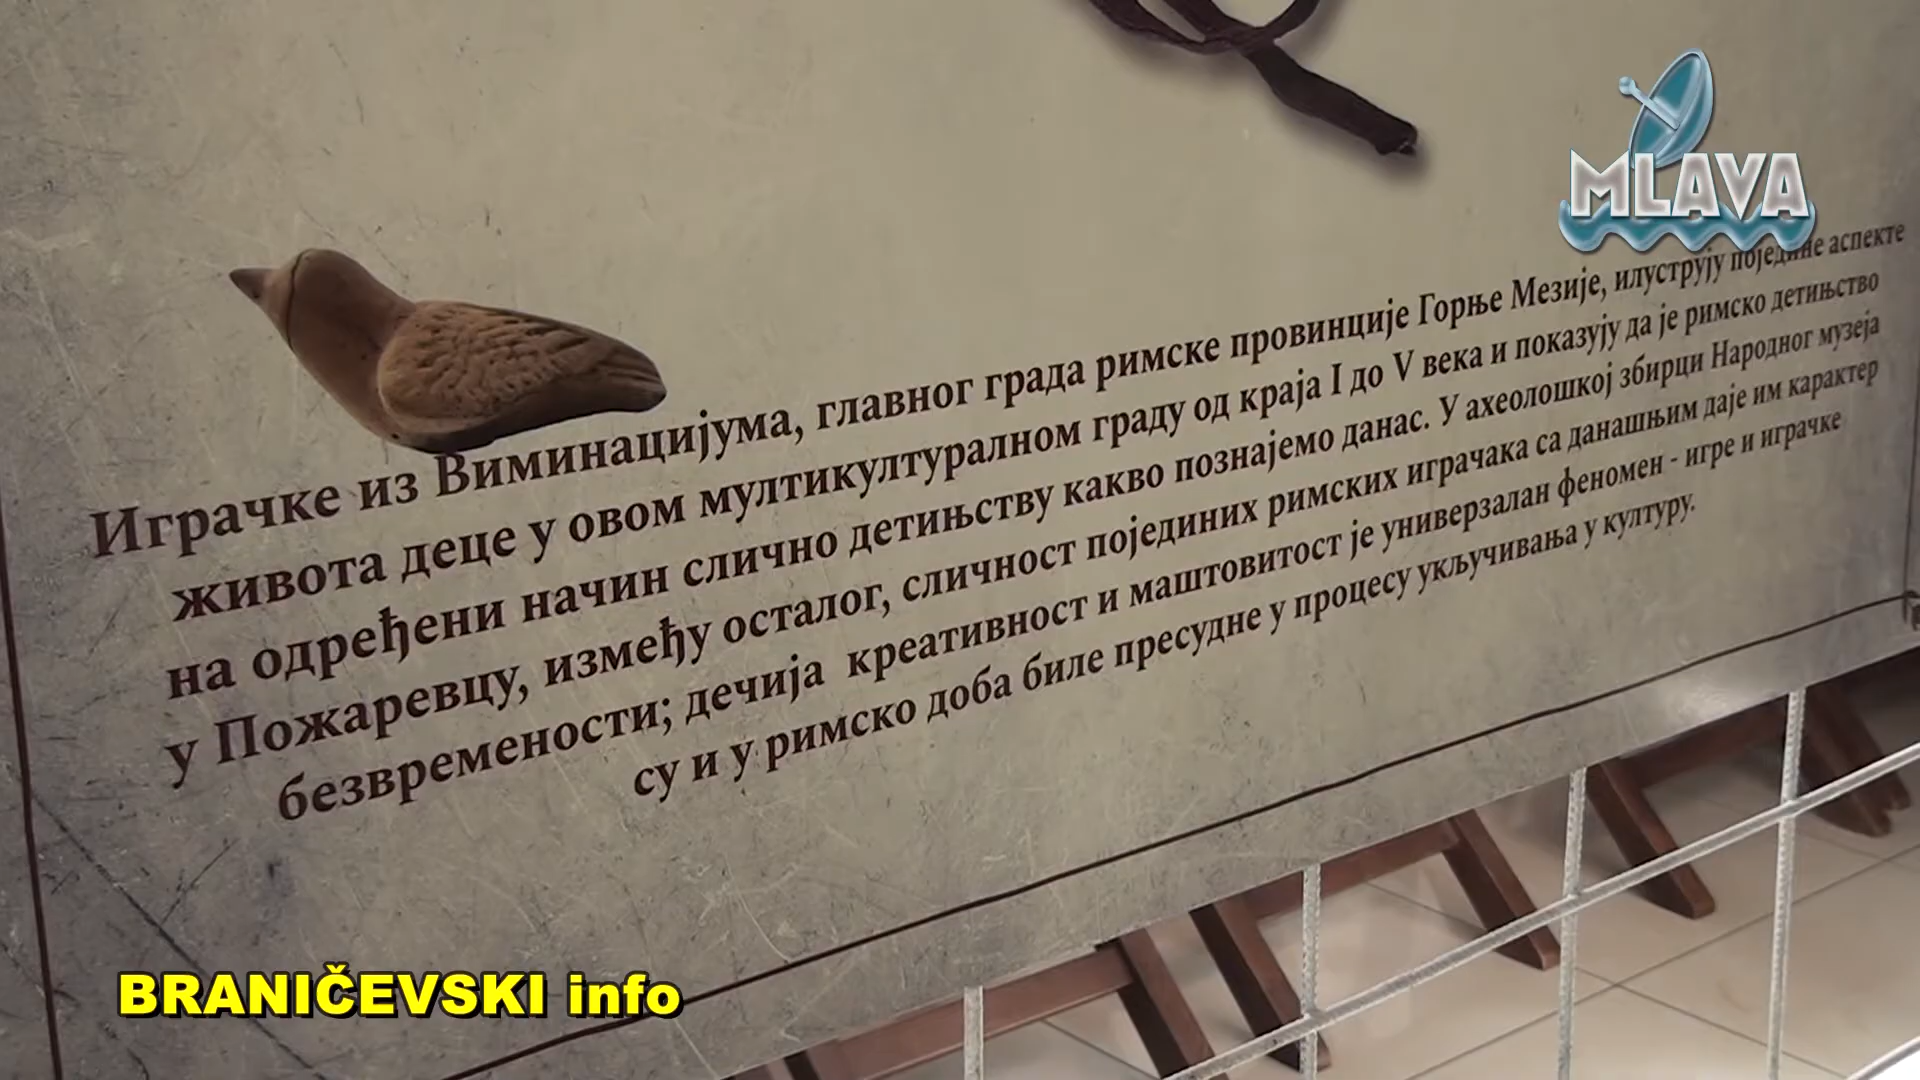 MLAVA
Играчке из Виминацијума, главног града римске провинције Горње Мезије, илуструју поједине аспекте
живота деце у овом мултикултуралном граду од краја I до V века и показују да је римско детињство
на одређени начин слично детињству какво познајемо данас. У ахеолошкој збирци Народног музеја
у Пожаревцу, између осталог, сличност појединих римских играчака са данашњим даје им карактер
безвремености; дечија креативност и маштовитост је универзалан феномен - игре и играчке
су и у римско доба биле пресудне у процесу укључивања у културу.
BRANIČEVSKI info